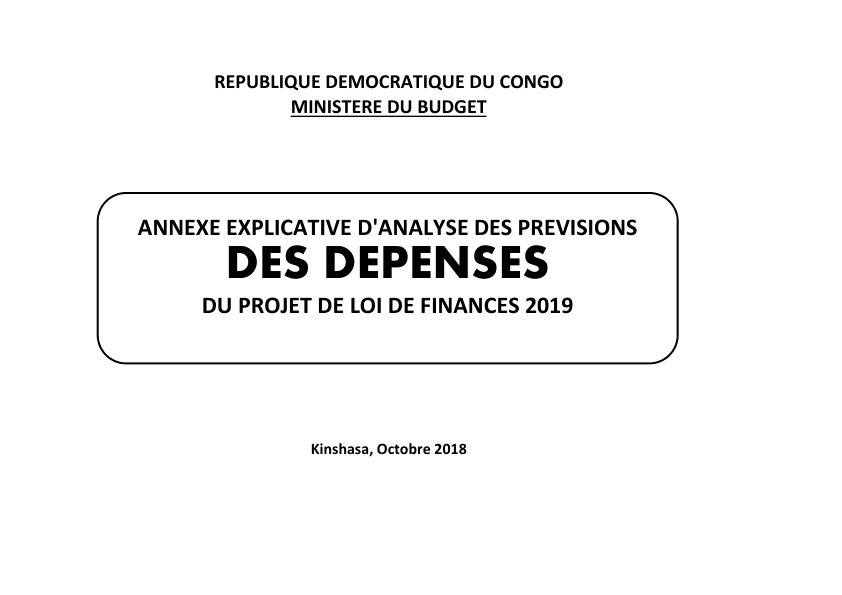 REPUBLIQUE DEMOCRATIQUE DU CONGO
MINISTERE DU BUDGET
ANNEXE EXPLICATIVE D'ANALYSE DES PREVISIONS
DES DEPENSES
DU PROJET DE LOI DE FINANCES 2019
Kinshasa, Octobre 2018